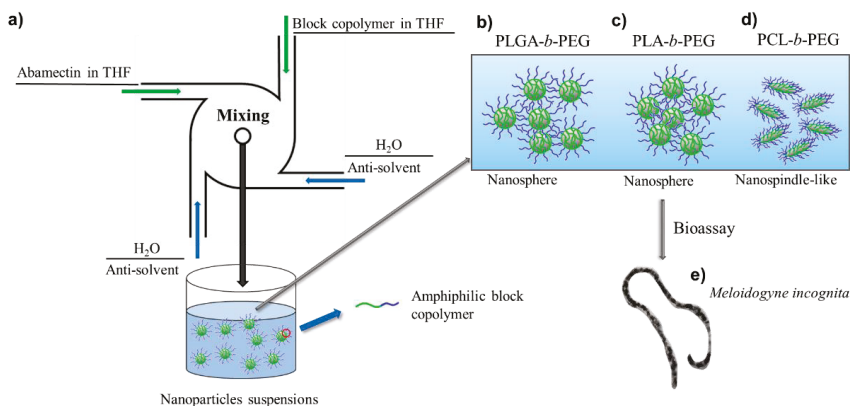 a)
Block copolymer in THF
Abamectin in THF
Mixing
H₂O
Anti-solvent
H₂O
Anti-solvent
Amphiphilic block
copolymer
Nanoparticles suspensions
b)
PLGA-b-PEG
c)
PLA-b-PEG
d)
PCL-b-PEG
Nanosphere
Nanosphere
Nanospindle-like
Bioassay
e)
Meloidogyne incognita